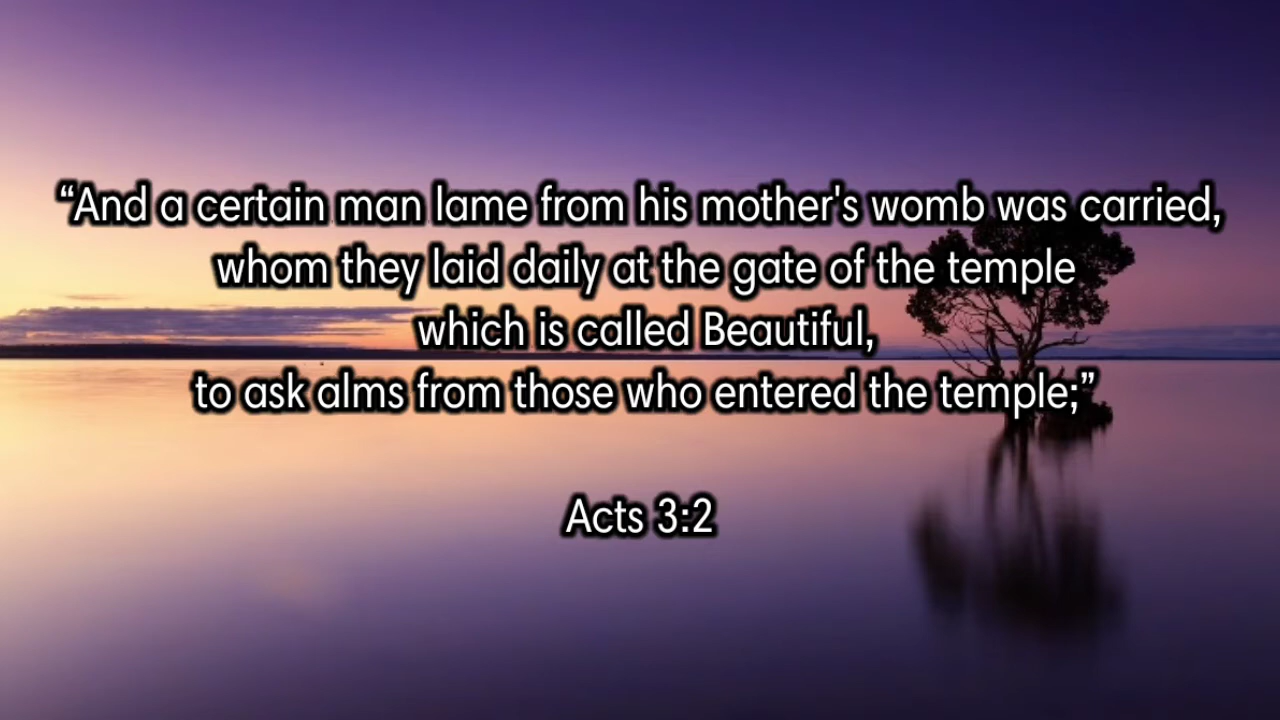 “And a certain man lame from his mother's womb was carried,
whom they laid daily at the gate of the temple
which is called Beautiful,
to ask alms from those who entered the temple;”
Acts 3:2